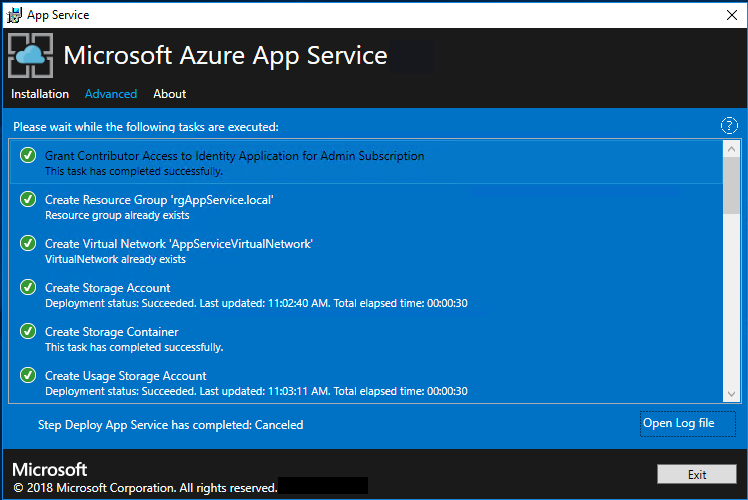 App Service
Microsoft Azure App Service
Installation Advanced About
Please wait while the following tasks are executed:
?
Grant Contributor Access to Identity Application for Admin Subscription
This task has completed successfully.
Create Resource Group 'rgAppService.local'
Resource group already exists
Create Virtual Network 'AppServiceVirtualNetwork'
VirtualNetwork already exists
Create Storage Account
Deployment status: Succeeded. Last updated: 11:02:40 AM. Total elapsed time: 00:00:30
Create Storage Container
This task has completed successfully.
Create Usage Storage Account
Deployment status: Succeeded. Last updated: 11:03:11 AM. Total elapsed time: 00:00:30
Step Deploy App Service has completed: Canceled
Open Log file
Microsoft
© 2018 Microsoft Corporation. All rights reserved.
Exit